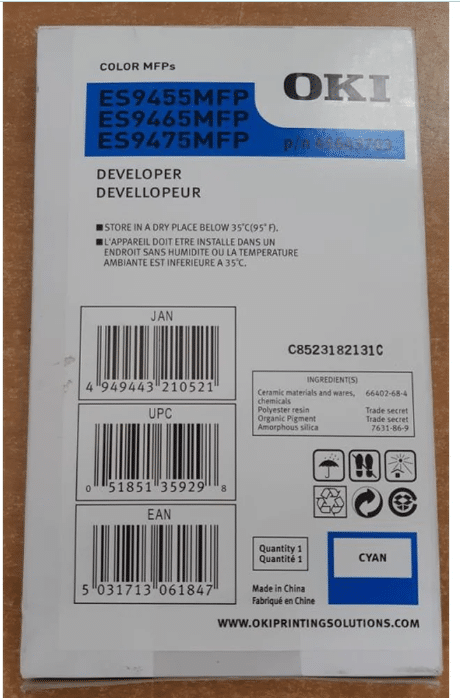 COLOR MFPs
OKI
ES9455MFP
ES9465MFP
ES9475MFP
p/n
DEVELOPER
DEVELLOPEUR
■STORE IN A DRY PLACE BELOW 35°C(95°F).
■L'APPAREIL DOIT ETRE INSTALLE DANS UN
ENDROIT SANS HUMIDITE OU LA TEMPERATURE
AMBIANTE EST INFERIEURE A 35°C.
JAN
4 949443 210521
UPC
0 51851 35929 8
EAN
5 031713 061847
C8523182131C
INGREDIENT(S)
Ceramic materials and wares, 66402-68-4
chemicals
Polyester resin Trade secret
Organic Pigment Trade secret
Amorphous silica 7631-86-9
Quantity 1
Quantité 1
CYAN
Made in China
Fabriqué en Chine
WWW.OKIPRINTINGSOLUTIONS.COM